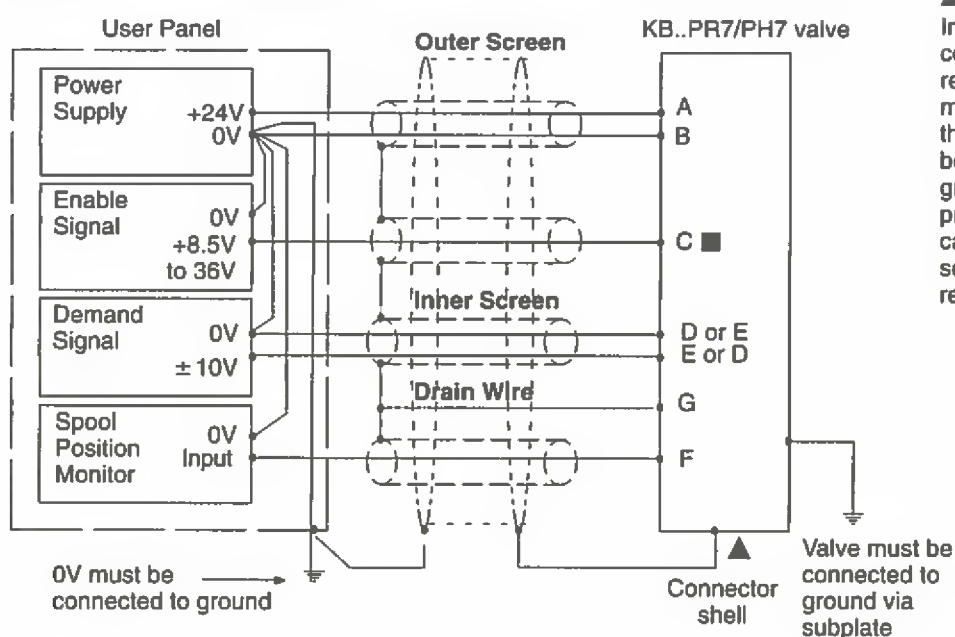 User Panel
Outer Screen
KB..PR7/PH7 valve
Power
Supply
+24V
0V
A
B
Enable
Signal
0V
+8.5V
to 36V
C ■
Inner Screen
Demand
Signal
0V
±10V
D or E
E or D
Drain Wire
G
Spool
Position
Monitor
0V
Input
F
0V must be
connected to ground
▲
Connector
shell
Valve must be
connected to
ground via
subplate